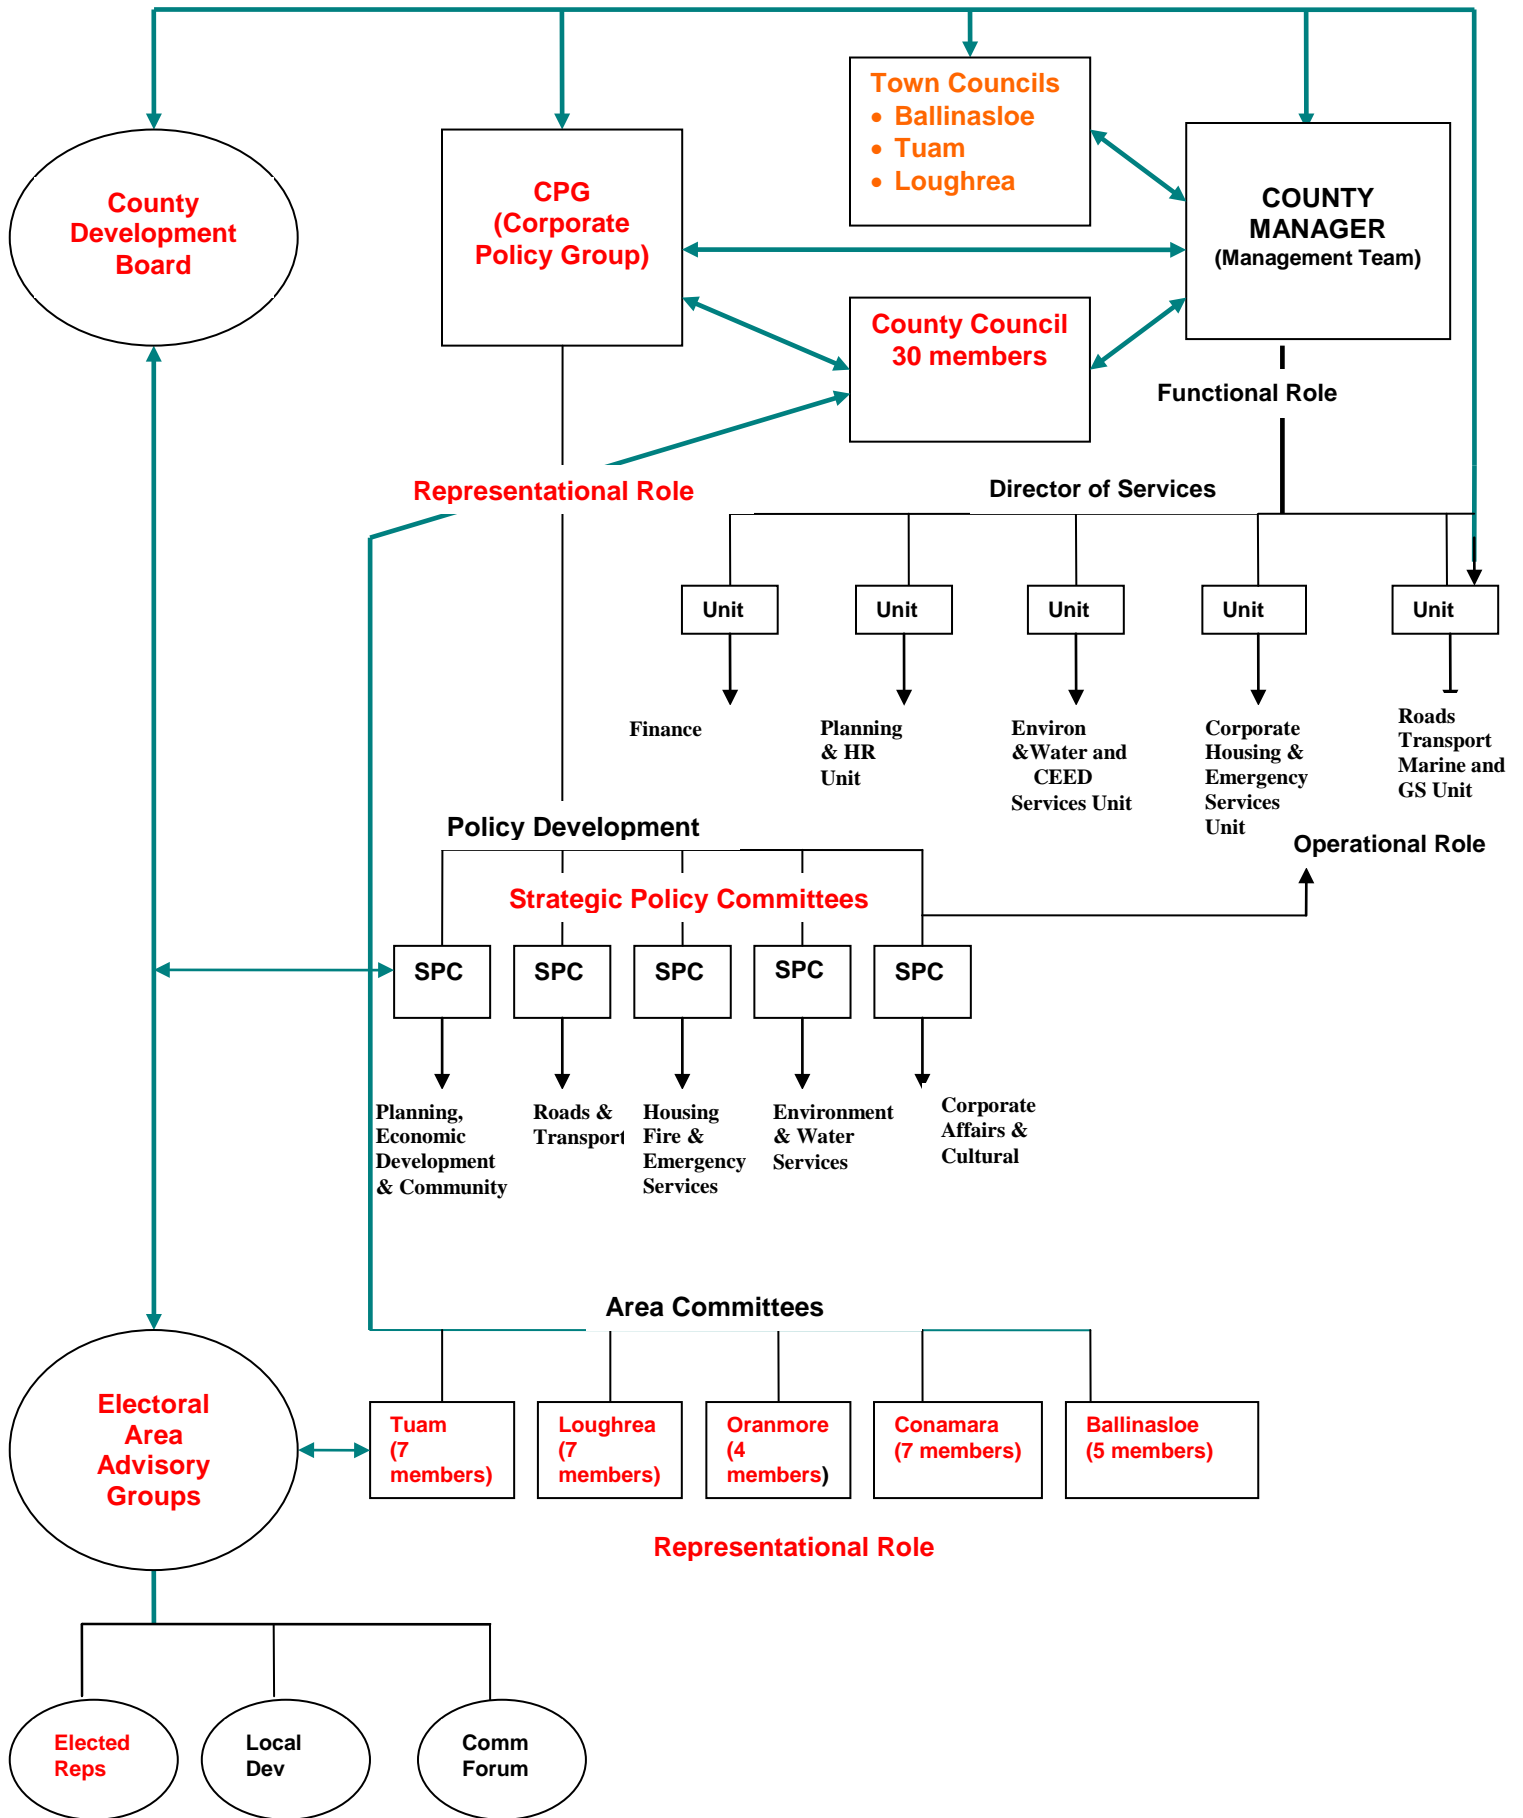 Town Councils
• Ballinasloe
• Tuam
• Loughrea
County
Development
Board
CPG
(Corporate
Policy Group)
COUNTY
MANAGER
(Management Team)
County Council
30 members
Functional Role
Representational Role
Director of Services
Unit
Unit
Unit
Unit
Unit
Finance
Planning
& HR
Unit
Environ
&Water and
CEED
Services Unit
Corporate
Housing &
Emergency
Services
Unit
Roads
Transport
Marine and
GS Unit
Policy Development
Operational Role
Strategic Policy Committees
SPC
SPC
SPC
SPC
SPC
Planning,
Economic
Development
& Community
Roads &
Transport
Housing
Fire &
Emergency
Services
Environment
& Water
Services
Corporate
Affairs &
Cultural
Area Committees
Electoral
Area
Advisory
Groups
Tuam
(7
members)
Loughrea
(7
members)
Oranmore
(4
members)
Conamara
(7 members)
Ballinasloe
(5 members)
Representational Role
Elected
Reps
Local
Dev
Comm
Forum